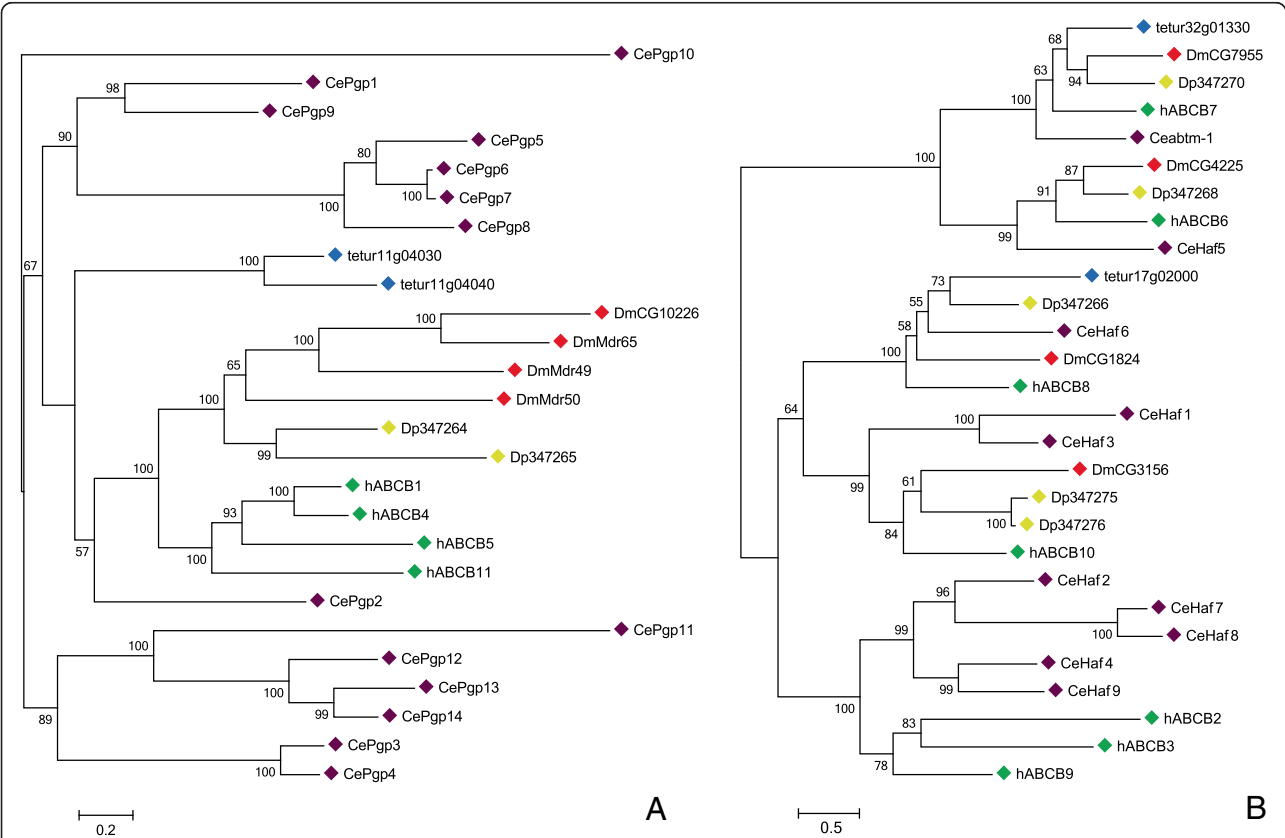 CePgp10
98
CePgp1
CePgp9
90
80
CePgp5
CePgp6
100
CePgp7
100
CePgp8
67
100
tetur11g04030
tetur11g04040
100
DmCG10226
DmMdr65
100
DmMdr49
65
DmMdr50
100
Dp347264
99
Dp347265
100
100
hABCB1
hABCB4
93
hABCB5
100
hABCB11
57
CePgp2
100
CePgp11
CePgp12
100
CePgp13
99
CePgp14
89
CePgp3
100
CePgp4
0.2
A
68
tetur32g01330
DmCG7955
63
94
Dp347270
100
hABCB7
Ceabtm-1
100
87
DmCG4225
Dp347268
91
hABCB6
99
CeHaf5
73
tetur17g02000
Dp347266
55
CeHaf6
58
DmCG1824
100
hABCB8
64
100
CeHaf1
CeHaf3
99
61
DmCG3156
Dp347275
100
Dp347276
84
hABCB10
96
CeHaf2
CeHaf7
100
CeHaf8
99
CeHaf4
99
CeHaf9
100
83
hABCB2
hABCB3
78
hABCB9
0.5
B